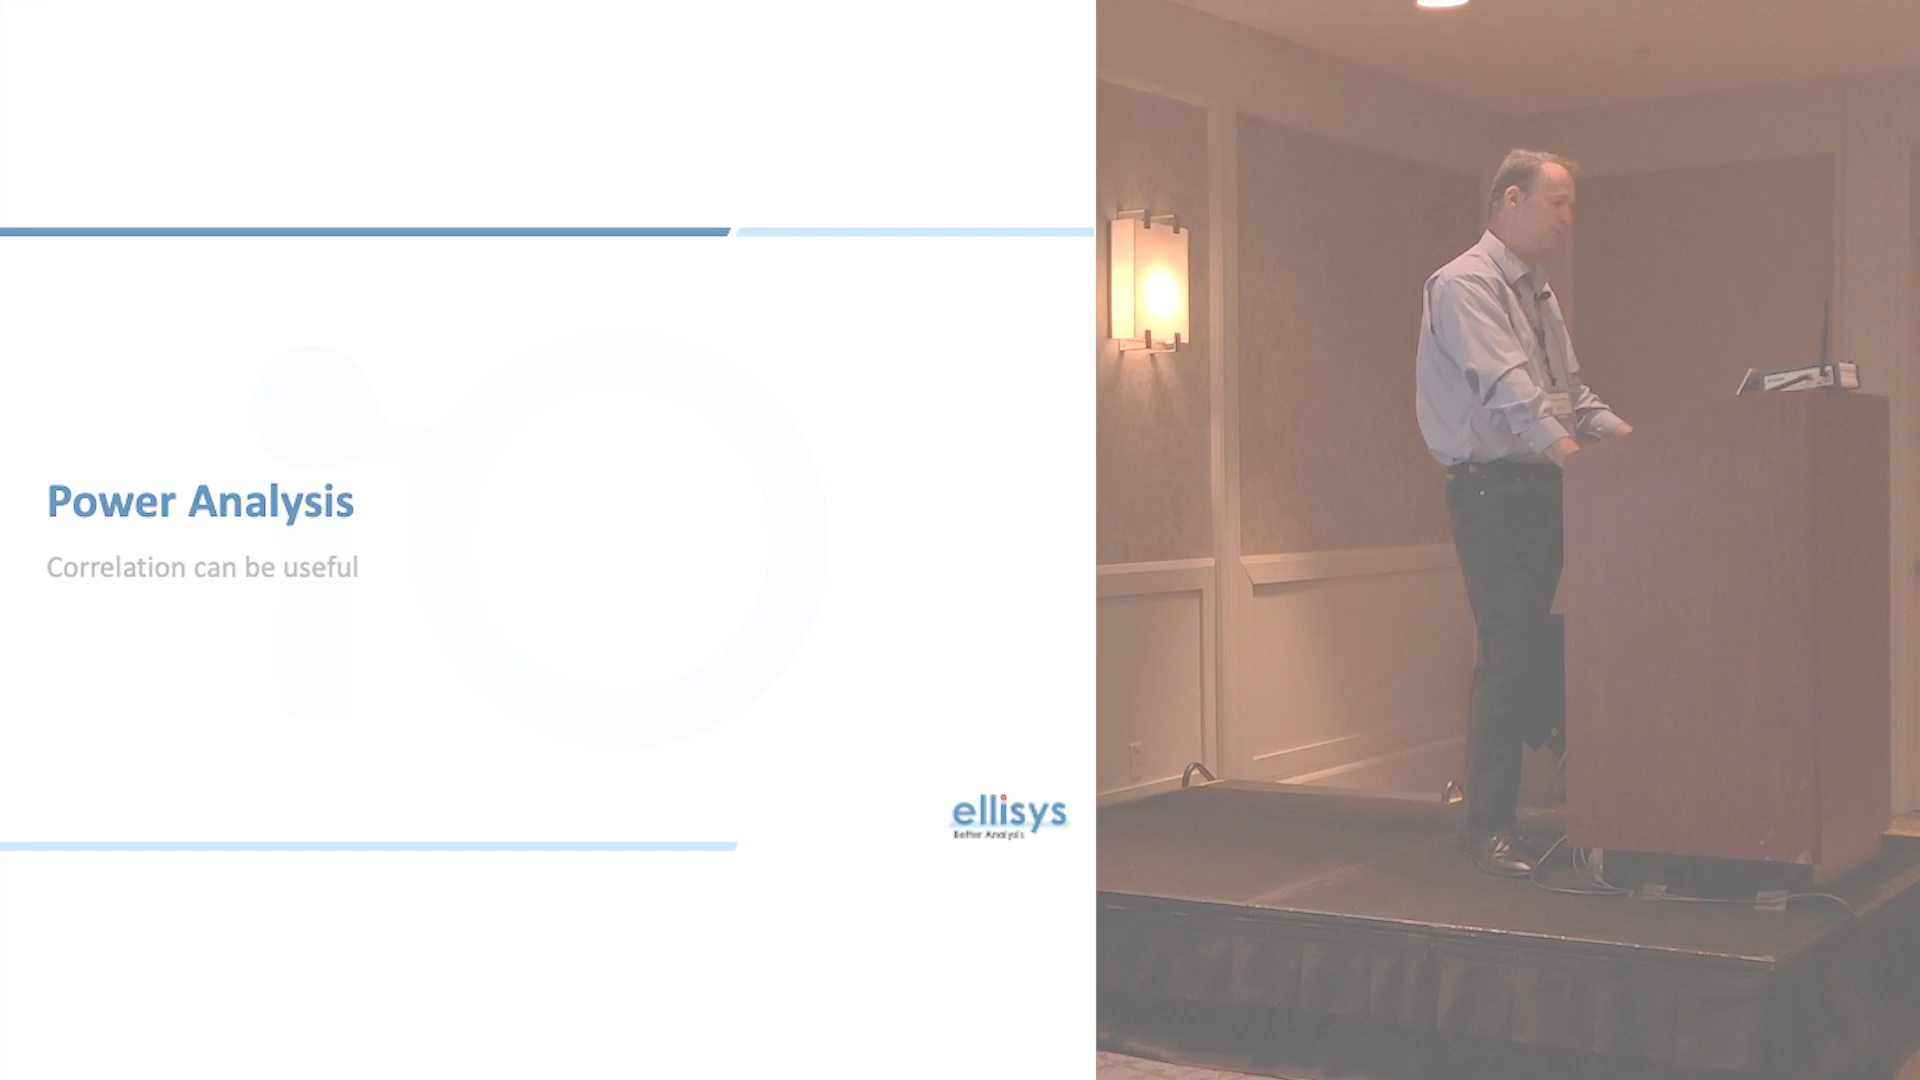 Power Analysis
Correlation can be useful
ellisys
Better Analysis